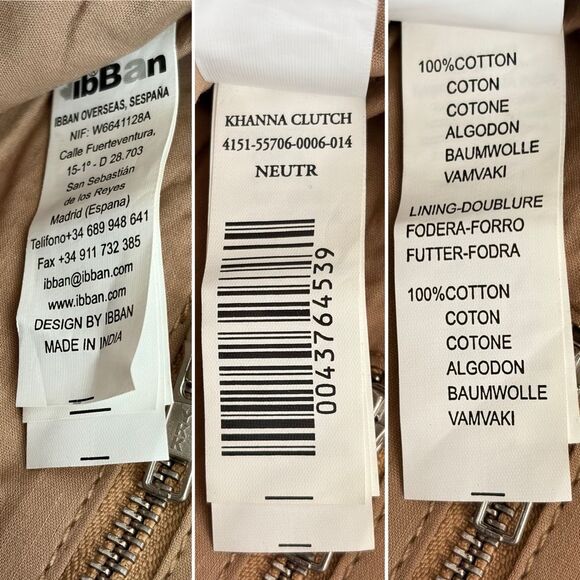 ibBan
IBBAN OVERSEAS, SESPAÑA
NIF: W6641128A
Calle Fuerteventura,
15-1º - D 28.703
San Sebastián
de los Reyes
Madrid (Espana)
Telifono+34 689 948 641
Fax +34 911 732 385
ibban@ibban.com
www.ibban.com
DESIGN BY IBBAN
MADE IN INDIA
KHANNA CLUTCH
4151-55706-0006-014
NEUTR
0043764539
100%COTTON
COTON
COTONE
ALGODON
BAUMWOLLE
VAMVAKI
LINING-DOUBLURE
FODERA-FORRO
FUTTER-FODRA
100%COTTON
COTON
COTONE
ALGODON
BAUMWOLLE
VAMVAKI